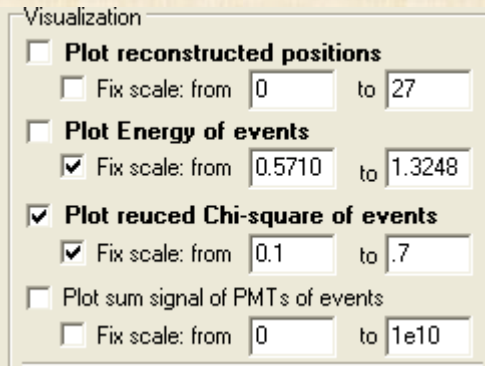 Visualization
Plot reconstructed positions
Fix scale: from 0 to 27
Plot Energy of events
Fix scale: from 0.5710 to 1.3248
Plot reuced Chi-square of events
Fix scale: from 0.1 to .7
Plot sum signal of PMTs of events
Fix scale: from 0 to 1e10